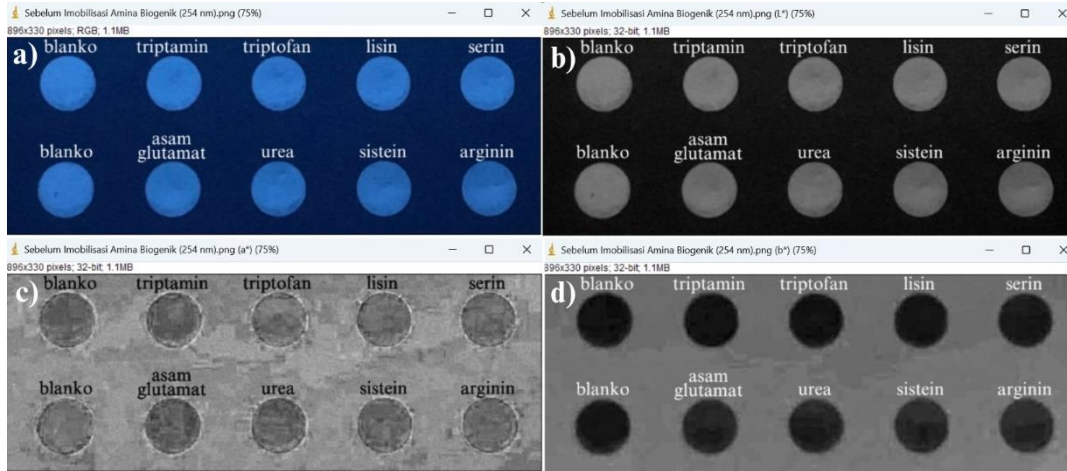 Sebelum Imobilisasi Amina Biogenik (254 nm).png (75%)
896x330 pixels; RGB; 1.1MB
a)
blanko triptamin triptofan lisin serin
asam
blanko glutamat urea sistein arginin
Sebelum Imobilisasi Amina Biogenik (254 nm).png (L*) (75%)
896x330 pixels; 32-bit; 1.1MB
b)
blanko triptamin triptofan lisin serin
asam
blanko glutamat urea sistein arginin
Sebelum Imobilisasi Amina Biogenik (254 nm).png (a*) (75%)
896x330 pixels; 32-bit; 1.1MB
c)
blanko triptamin triptofan lisin serin
asam
blanko glutamat urea sistein arginin
Sebelum Imobilisasi Amina Biogenik (254 nm).png (b*) (75%)
896x330 pixels; 32-bit; 1.1MB
d)
blanko triptamin triptofan lisin serin
asam
blanko glutamat urea sistein arginin